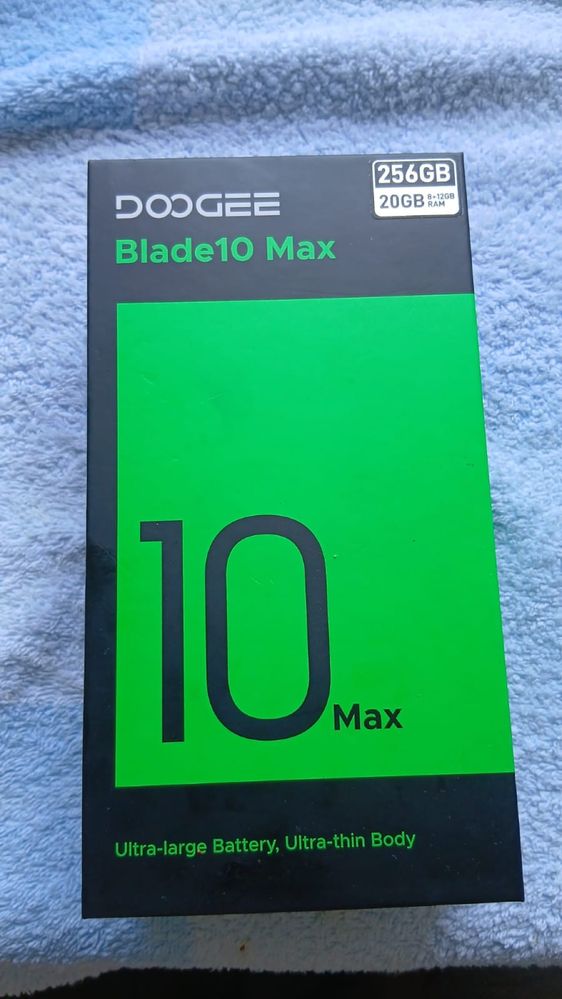 DOOGEE
Blade10 Max
256GB
20GB 8+12GB RAM
10 Max
Ultra-large Battery, Ultra-thin Body